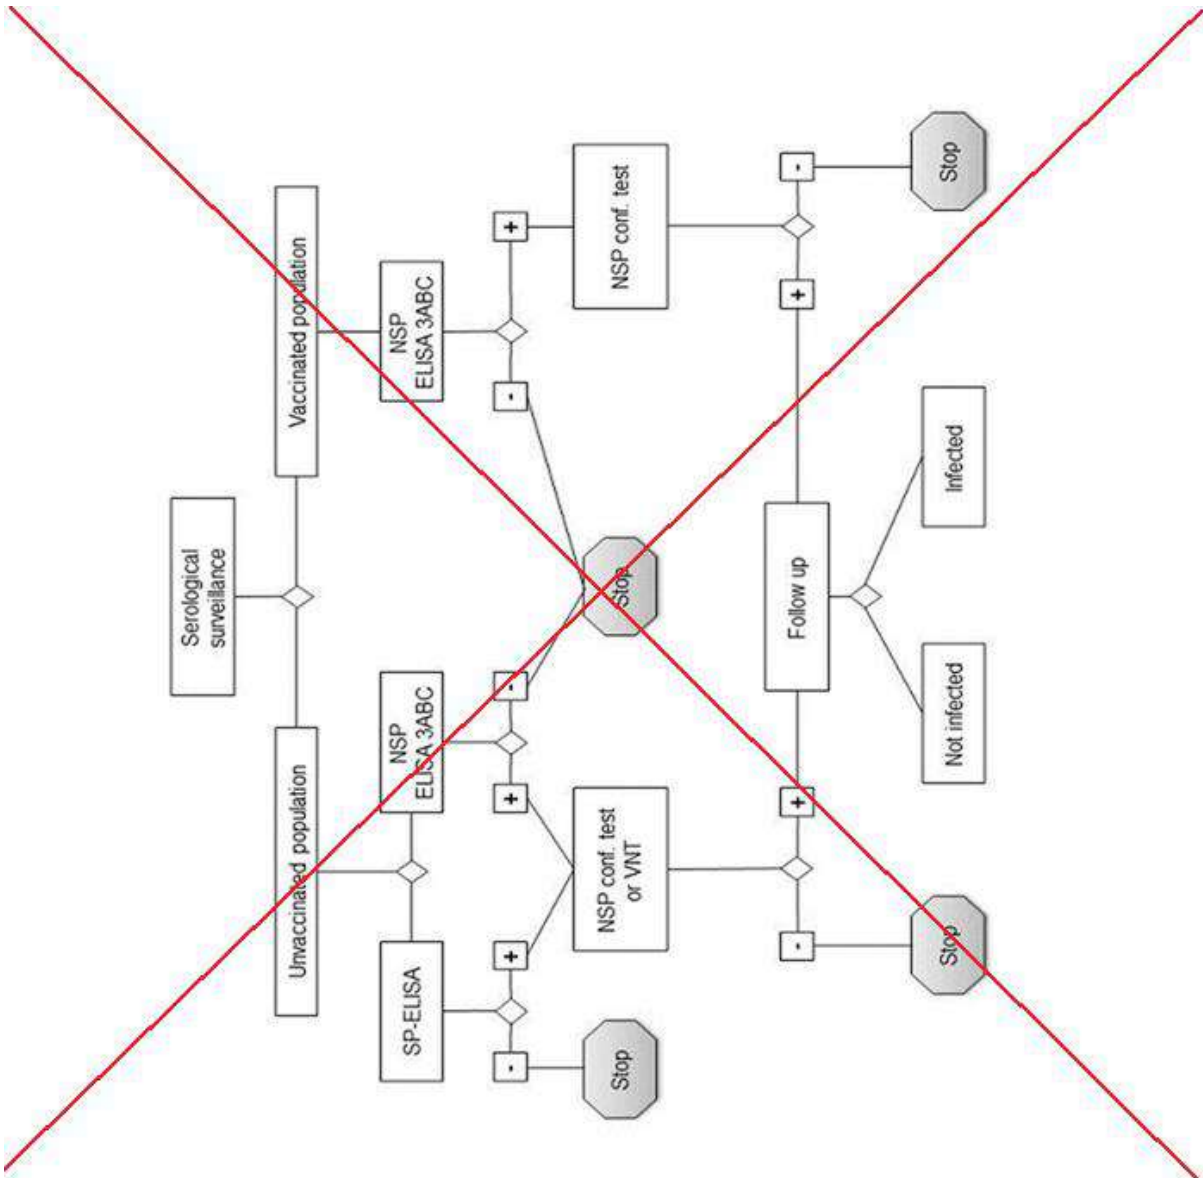 Serological
surveillance
Unvaccinated population
Vaccinated population
SP-ELISA
NSP
ELISA 3ABC
NSP
ELISA 3ABC
-
+
+
-
-
+
Stop
NSP conf. test
or VNT
Stop
NSP conf. test
-
+
+
-
Follow up
Stop
Not infected
Infected
Stop